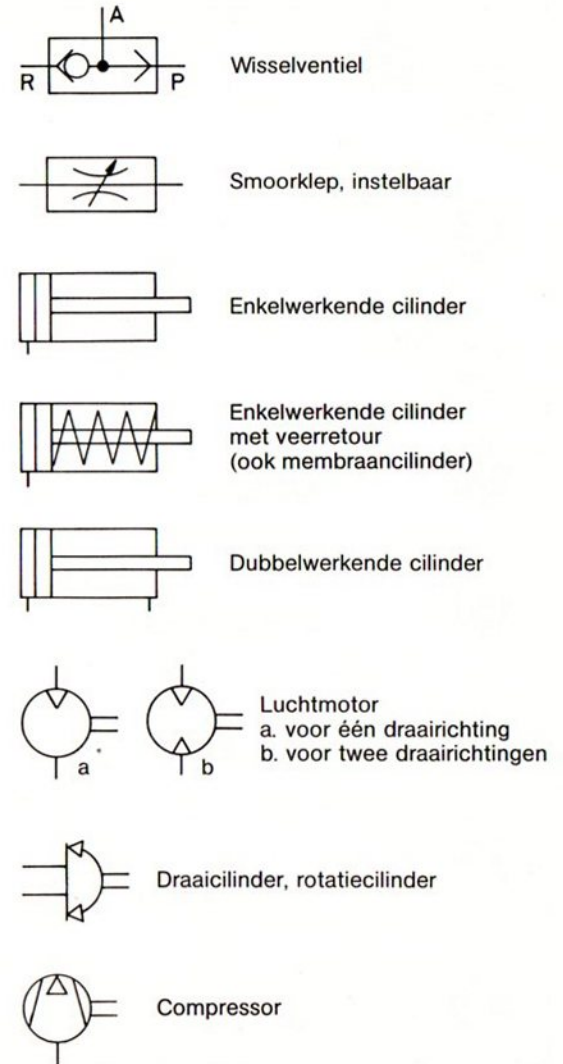 A
R
P
Wisselventiel
Smoorklep, instelbaar
Enkelwerkende cilinder
Enkelwerkende cilinder
met veerretour
(ook membraancilinder)
Dubbelwerkende cilinder
a
b
Luchtmotor
a. voor één draairichting
b. voor twee draairichtingen
Draaicilinder, rotatiecilinder
Compressor